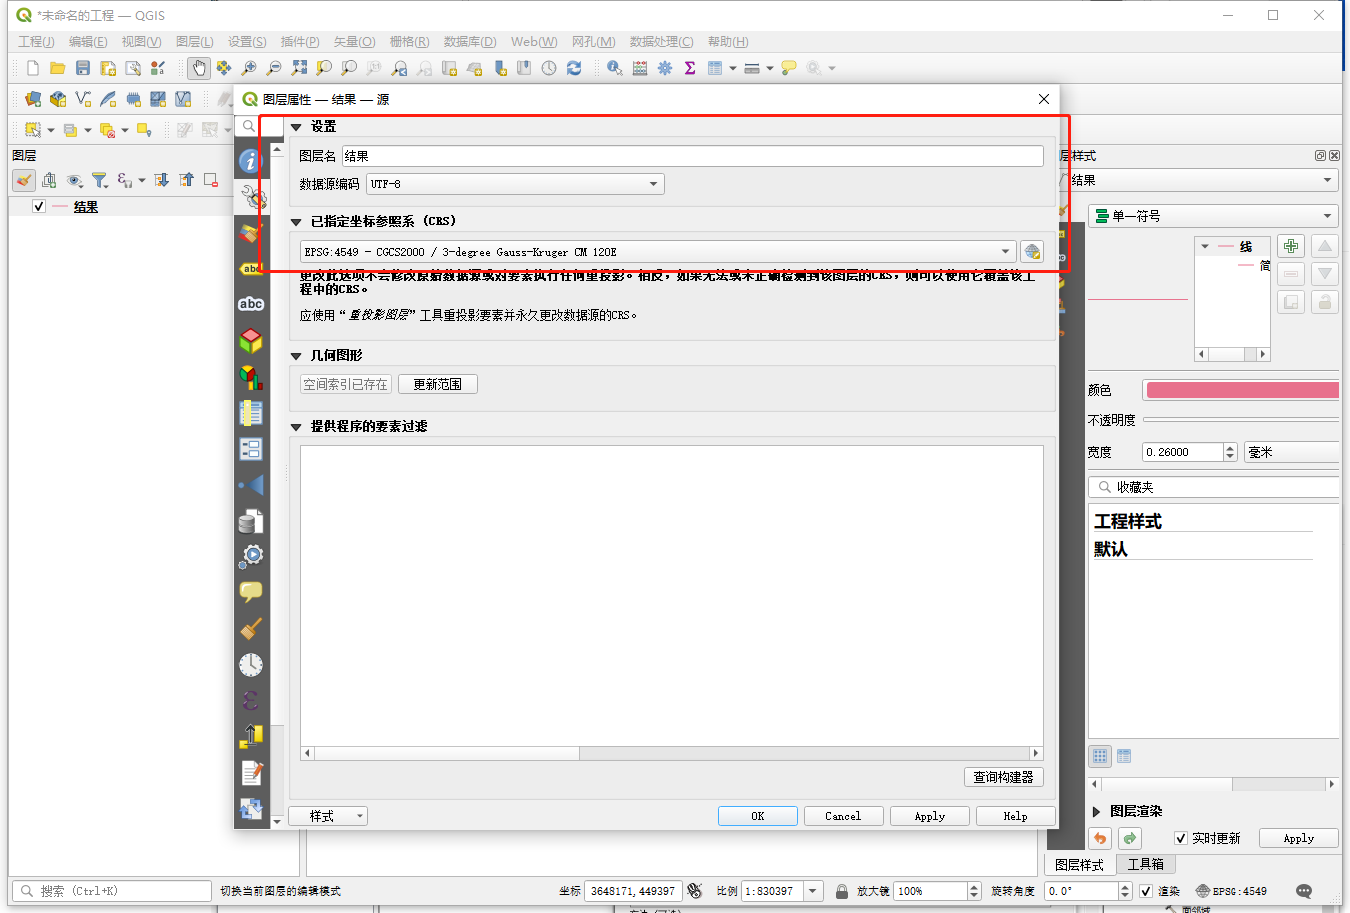 *未命名的工程 — QGIS
工程(J) 编辑(E) 视图(V) 图层(L) 设置(S) 插件(P) 矢量(O) 栅格(R) 数据库(D) Web(W) 网孔(M) 数据处理(C) 帮助(H)
图层属性 — 结果 — 源
图层
结果
设置
图层名 结果
数据源编码 UTF-8
已指定坐标参照系 (CRS)
EPSG:4549 - CGCS2000 / 3-degree Gauss-Kruger CM 120E
更改此选项不会修改原始数据源或对要素执行任何重投影。相反，如果无法或未正确检测到该图层的CRS，则可以使用它覆盖该工
程中的CRS。
应使用“重投影图层”工具重投影要素并永久更改数据源的CRS。
几何图形
空间索引已存在 更新范围
提供程序的要素过滤
查询构建器
样式 OK Cancel Apply Help
abc
abc
层样式
结果
单一符号
线
简
颜色
不透明度
宽度 0.26000 毫米
收藏夹
工程样式
默认
图层渲染
实时更新 Apply
图层样式 工具箱
搜索 (Ctrl+K) 切换当前图层的编辑模式 坐标 3648171,449397 比例 1:830397 放大镜 100% 旋转角度 0.0° 渲染 EPSG:4549